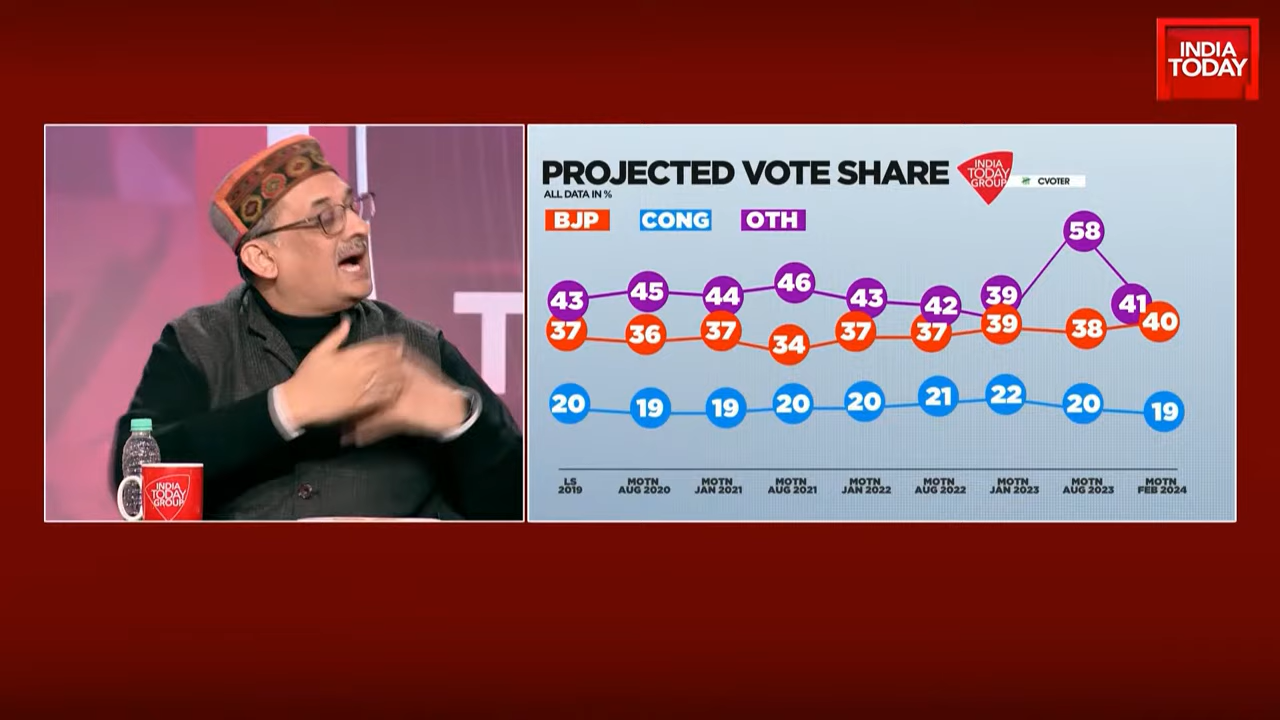 INDIA
TODAY
PROJECTED VOTE SHARE
INDIA
TODAY
GROUP
CVOTER
ALL DATA IN %
BJP CONG OTH
58
43 45 44 46 43 42 39 41
37 36 37 34 37 37 39 38 40
20 19 19 20 20 21 22 20 19
LS
2019
MOTN
AUG 2020
MOTN
JAN 2021
MOTN
AUG 2021
MOTN
JAN 2022
MOTN
AUG 2022
MOTN
JAN 2023
MOTN
AUG 2023
MOTN
FEB 2024
T
INDIA
TODAY
GROUP